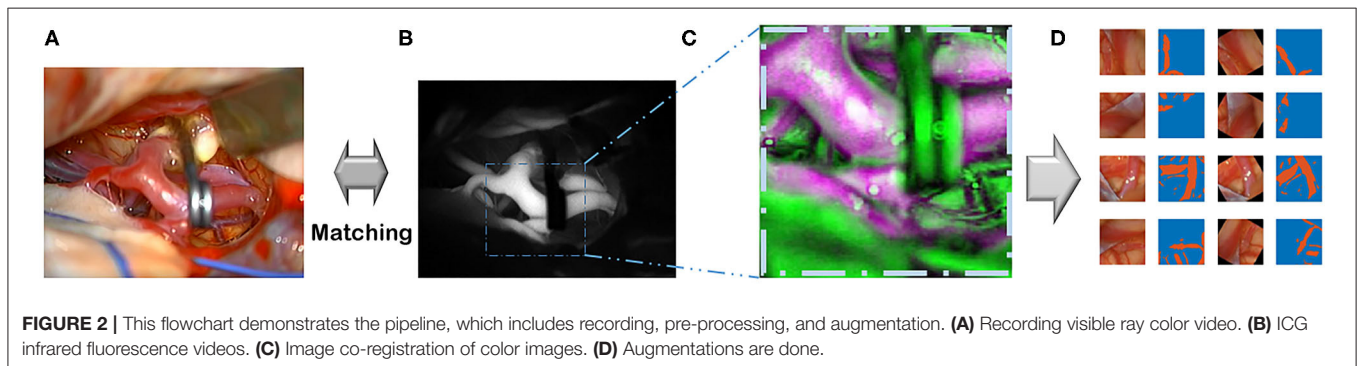 A
B
C
D
Matching
FIGURE 2 | This flowchart demonstrates the pipeline, which includes recording, pre-processing, and augmentation. (A) Recording visible ray color video. (B) ICG
infrared fluorescence videos. (C) Image co-registration of color images. (D) Augmentations are done.